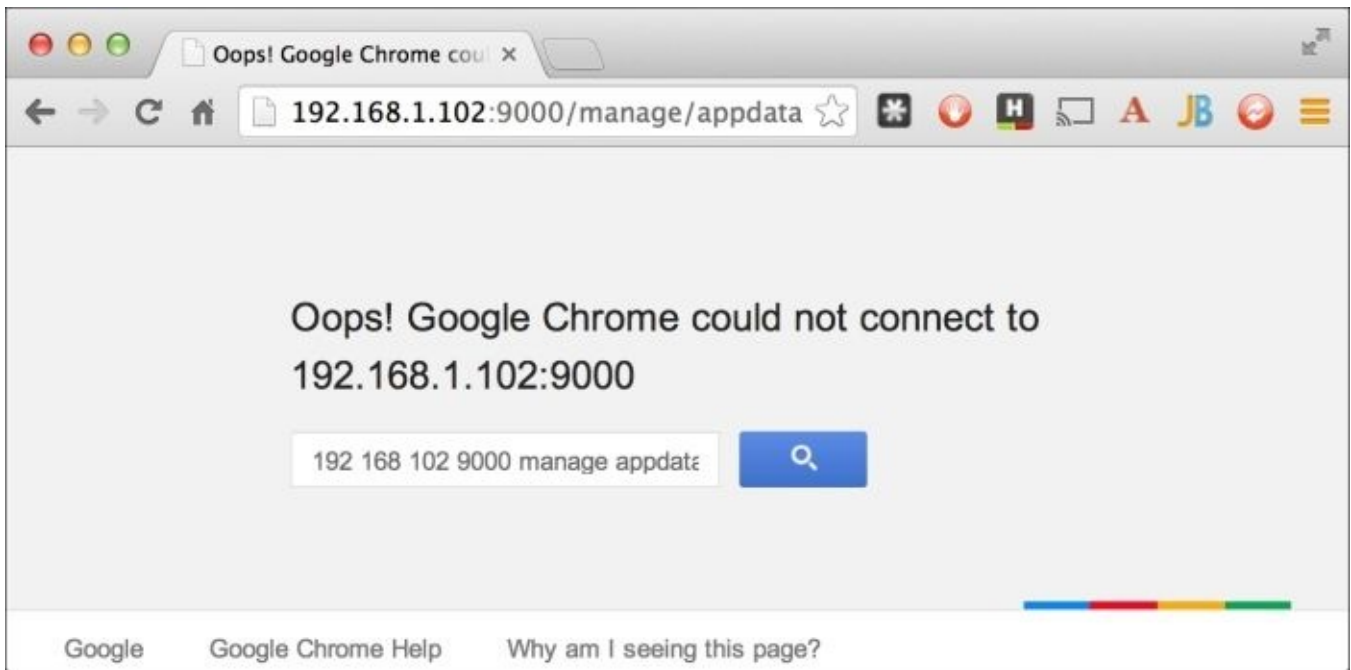 Oops! Google Chrome cou
192.168.1.102:9000/manage/appdata
H
A
JB
Oops! Google Chrome could not connect to
192.168.1.102:9000
192 168 102 9000 manage appdata
Google Google Chrome Help Why am I seeing this page?